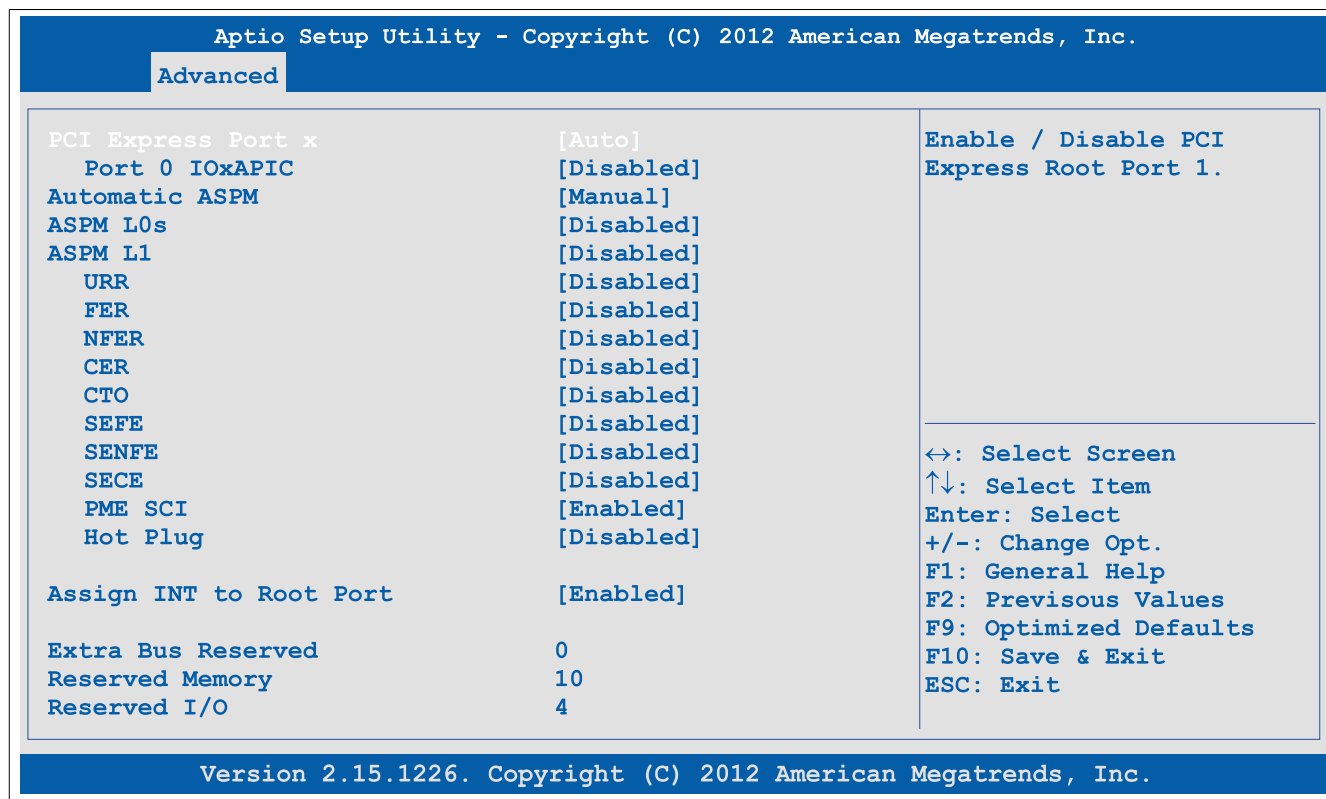 Aptio Setup Utility - Copyright (C) 2012 American Megatrends, Inc.
Advanced
PCI Express Port x [Auto]
Port 0 IOxAPIC [Disabled]
Automatic ASPM [Manual]
ASPM L0s [Disabled]
ASPM L1 [Disabled]
URR [Disabled]
FER [Disabled]
NFER [Disabled]
CER [Disabled]
CTO [Disabled]
SEFE [Disabled]
SENFE [Disabled]
SECE [Disabled]
PME SCI [Enabled]
Hot Plug [Disabled]
Assign INT to Root Port [Enabled]
Extra Bus Reserved 0
Reserved Memory 10
Reserved I/O 4
Enable / Disable PCI
Express Root Port 1.
↔: Select Screen
↑↓: Select Item
Enter: Select
+/-: Change Opt.
F1: General Help
F2: Previsous Values
F9: Optimized Defaults
F10: Save & Exit
ESC: Exit
Version 2.15.1226. Copyright (C) 2012 American Megatrends, Inc.